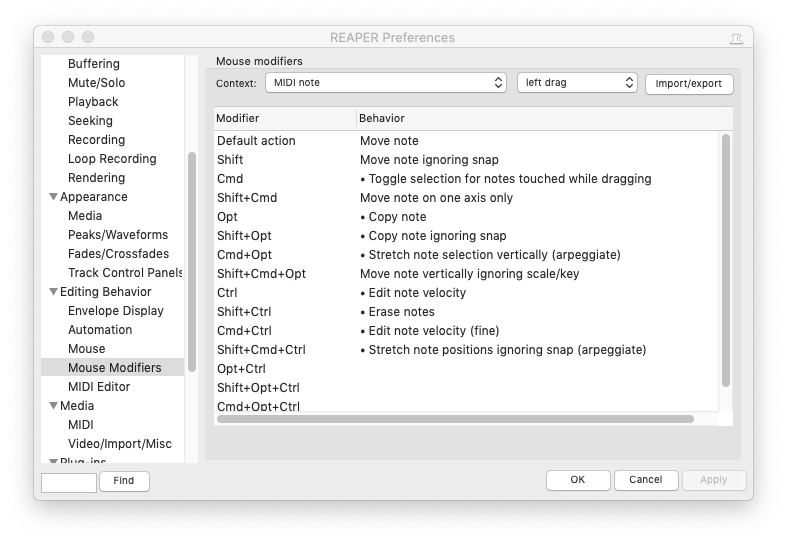 REAPER Preferences
Buffering
Mute/Solo
Playback
Seeking
Recording
Loop Recording
Rendering
Appearance
Media
Peaks/Waveforms
Fades/Crossfades
Track Control Panels
Editing Behavior
Envelope Display
Automation
Mouse
Mouse Modifiers
MIDI Editor
Media
MIDI
Video/Import/Misc
Plug-ins
Find
Mouse modifiers
Context: MIDI note left drag Import/export
Modifier Behavior
Default action Move note
Shift Move note ignoring snap
Cmd • Toggle selection for notes touched while dragging
Shift+Cmd Move note on one axis only
Opt • Copy note
Shift+Opt • Copy note ignoring snap
Cmd+Opt • Stretch note selection vertically (arpeggiate)
Shift+Cmd+Opt Move note vertically ignoring scale/key
Ctrl • Edit note velocity
Shift+Ctrl • Erase notes
Cmd+Ctrl • Edit note velocity (fine)
Shift+Cmd+Ctrl • Stretch note positions ignoring snap (arpeggiate)
Opt+Ctrl
Shift+Opt+Ctrl
Cmd+Opt+Ctrl
OK Cancel Apply